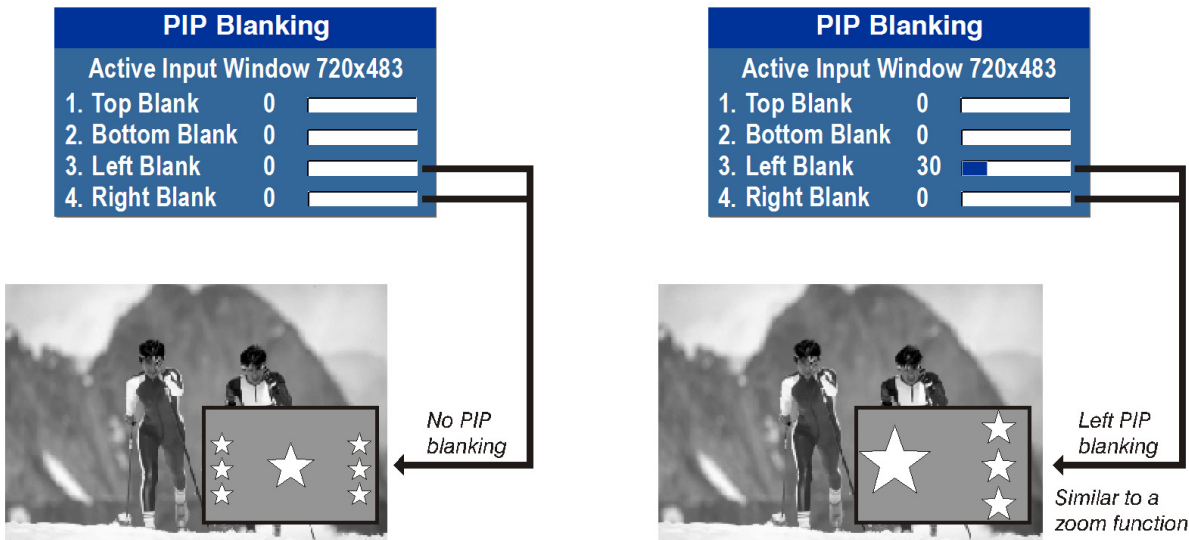 PIP Blanking
Active Input Window 720x483
1. Top Blank 0
2. Bottom Blank 0
3. Left Blank 0
4. Right Blank 0
No PIP
blanking
PIP Blanking
Active Input Window 720x483
1. Top Blank 0
2. Bottom Blank 0
3. Left Blank 30
4. Right Blank 0
Left PIP
blanking
Similar to a
zoom function